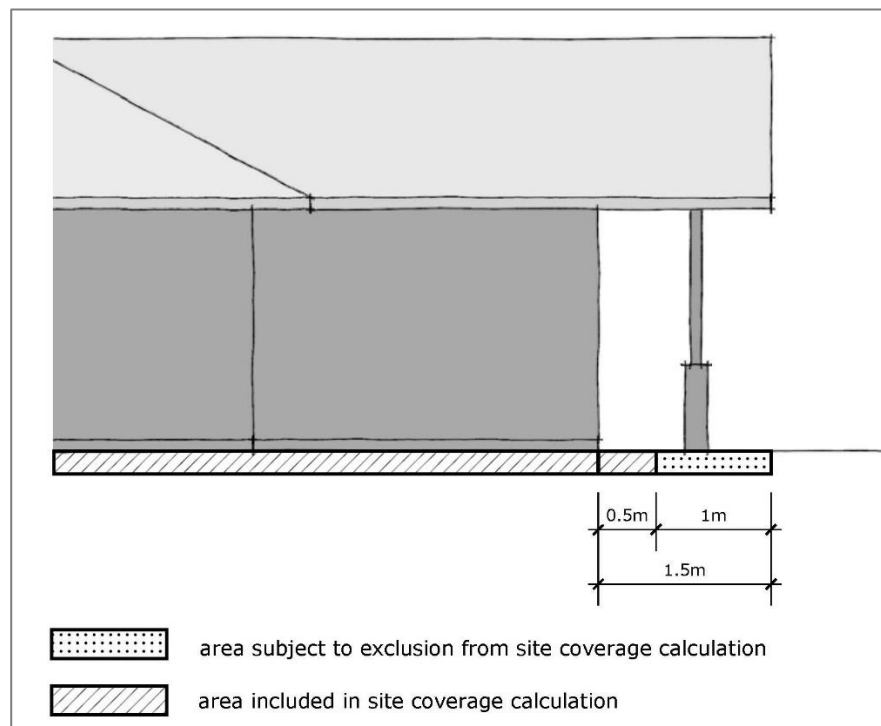 0.5m
1m
1.5m
area subject to exclusion from site coverage calculation
area included in site coverage calculation